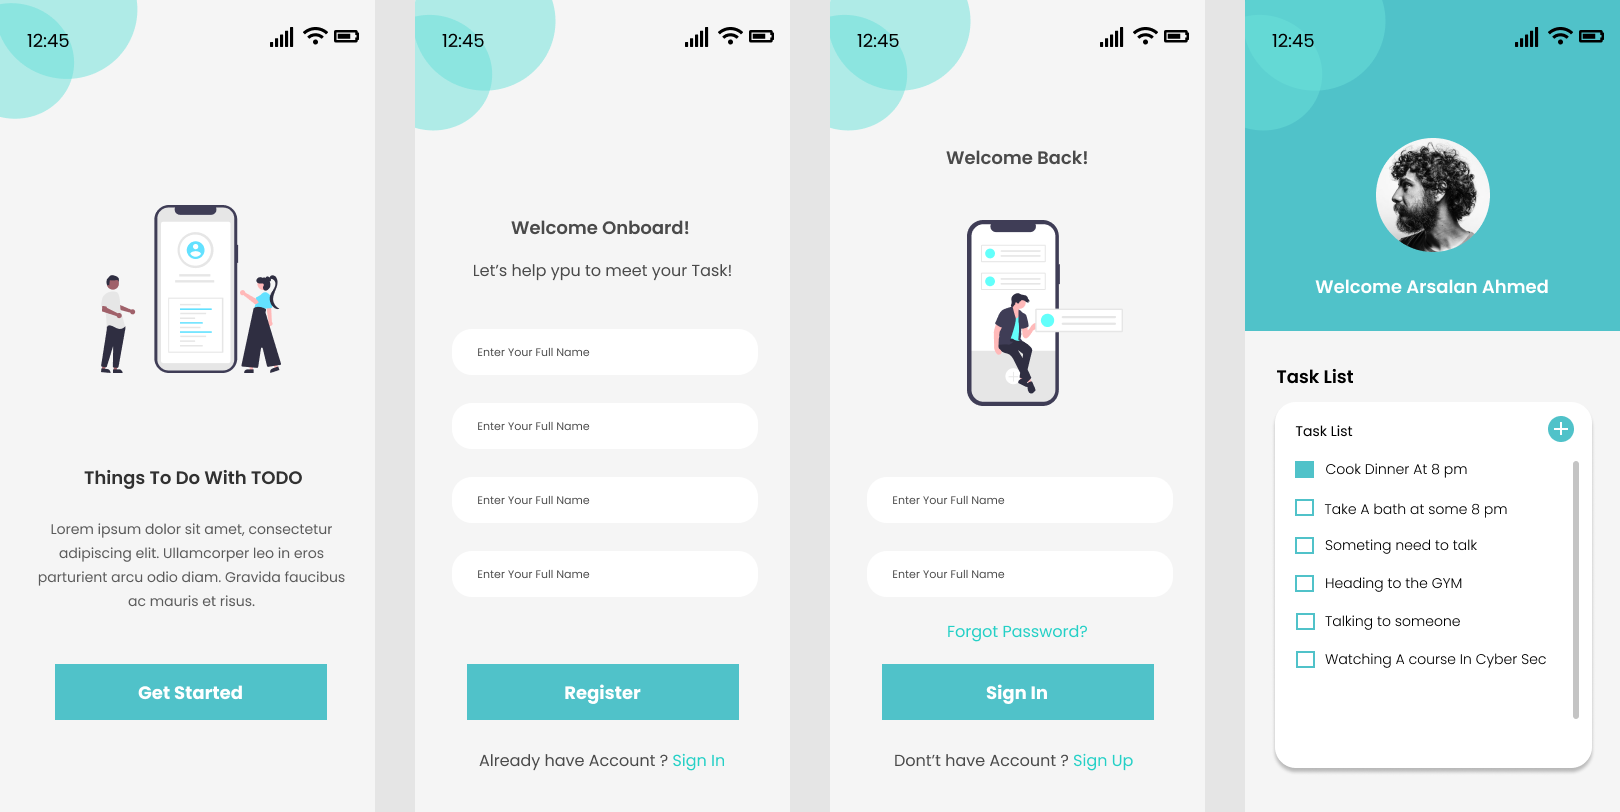 12:45
Things To Do With TODO
Lorem ipsum dolor sit amet, consectetur
adipiscing elit. Ullamcorper leo in eros
parturient arcu odio diam. Gravida faucibus
ac mauris et risus.
Get Started
12:45
Welcome Onboard!
Let’s help ypu to meet your Task!
Enter Your Full Name
Enter Your Full Name
Enter Your Full Name
Enter Your Full Name
Register
Already have Account ? Sign In
12:45
Welcome Back!
Enter Your Full Name
Enter Your Full Name
Forgot Password?
Sign In
Dont’t have Account ? Sign Up
12:45
Welcome Arsalan Ahmed
Task List
Task List
Cook Dinner At 8 pm
Take A bath at some 8 pm
Someting need to talk
Heading to the GYM
Talking to someone
Watching A course In Cyber Sec